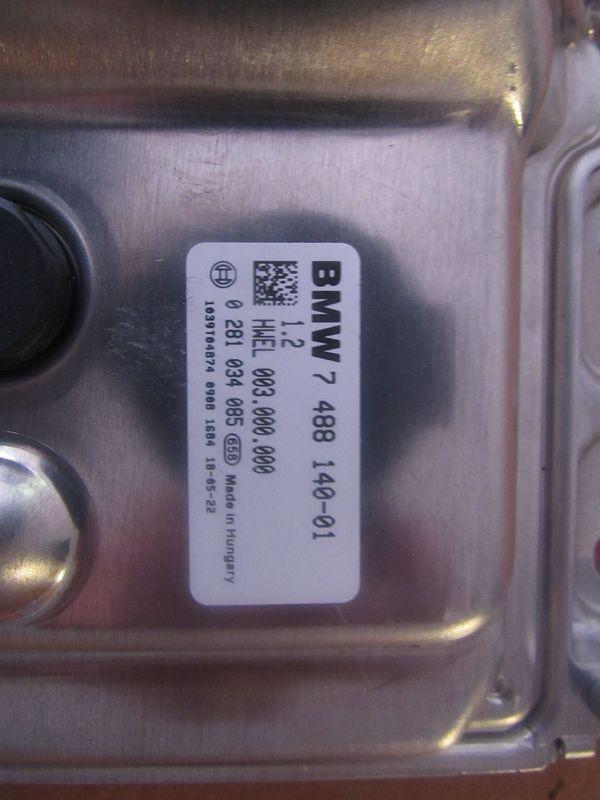 BMW 7 488 140-01
1.2
HWEL 003.000.000
0 281 034 085 658 Made in Hungary
1039T04874 0908 1684 18-05-22